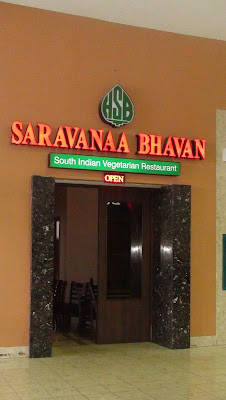 HSB
SARAVANAA BHAVAN
South Indian Vegetarian Restaurant
OPEN